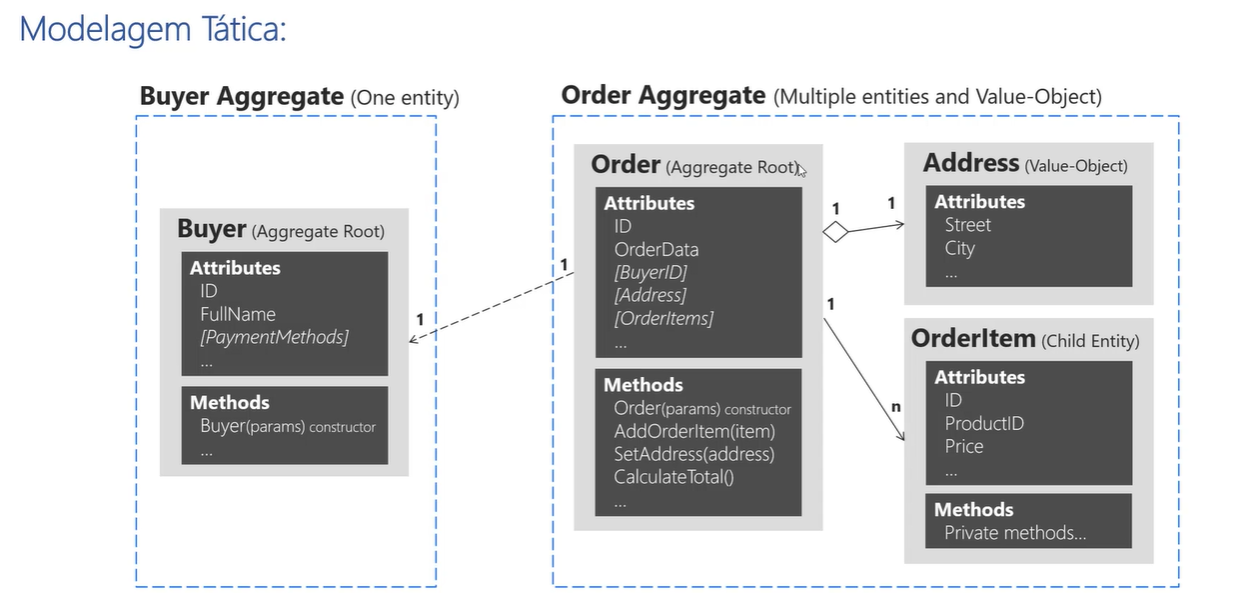 Modelagem Tática:
Buyer Aggregate (One entity)
Buyer (Aggregate Root)
Attributes
ID
FullName
[PaymentMethods]
...
Methods
Buyer(params) constructor
...
1
1
Order Aggregate (Multiple entities and Value-Object)
Order (Aggregate Root)
Attributes
ID
OrderData
[BuyerID]
[Address]
[OrderItems]
...
Methods
Order(params) constructor
AddOrderItem(item)
SetAddress(address)
CalculateTotal()
...
1
1
1
n
Address (Value-Object)
Attributes
Street
City
...
OrderItem (Child Entity)
Attributes
ID
ProductID
Price
...
Methods
Private methods...